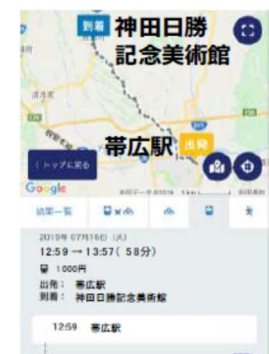 到着 神田日勝
記念美術館
清水
帯広駅 出発
トップに戻る
Google
結果一覧
2019年 07月16日 (火)
12:59 → 13:57( 58分)
1000円
出発： 帯広駅
到着： 神田日勝記念美術館
12:59 帯広駅